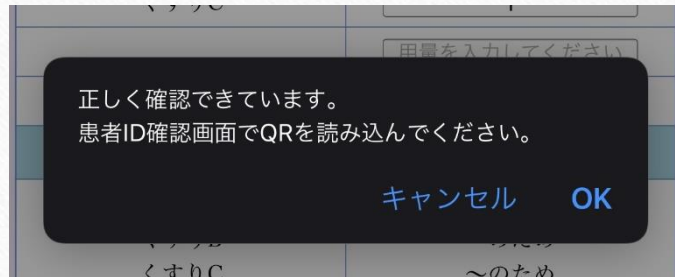 くすりC
用量を入力してください
正しく確認できています。
患者ID確認画面でQRを読み込んでください。
キャンセル OK
くすりC ～のため